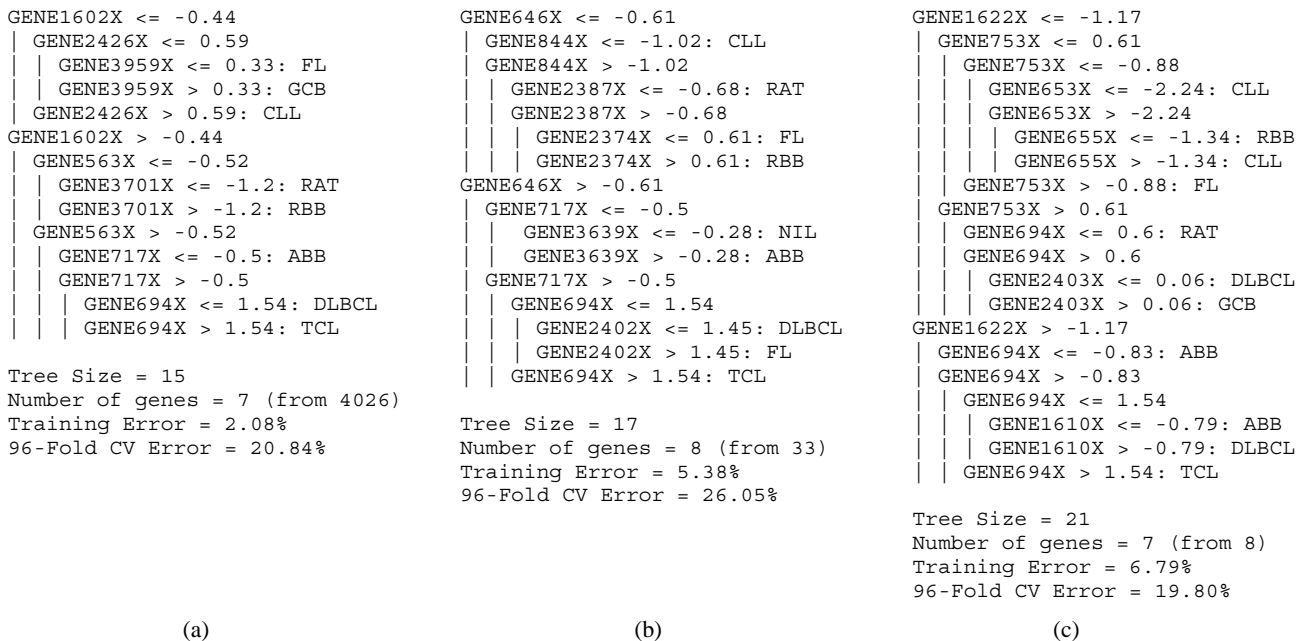 GENE1602X <= -0.44
| GENE2426X <= 0.59
| | GENE3959X <= 0.33: FL
| | GENE3959X > 0.33: GCB
| GENE2426X > 0.59: CLL
GENE1602X > -0.44
| GENE563X <= -0.52
| | GENE3701X <= -1.2: RAT
| | GENE3701X > -1.2: RBB
| GENE563X > -0.52
| | GENE717X <= -0.5: ABB
| | GENE717X > -0.5
| | | GENE694X <= 1.54: DLBCL
| | | GENE694X > 1.54: TCL
Tree Size = 15
Number of genes = 7 (from 4026)
Training Error = 2.08%
96-Fold CV Error = 20.84%
(a)
GENE646X <= -0.61
| GENE844X <= -1.02: CLL
| GENE844X > -1.02
| | GENE2387X <= -0.68: RAT
| | GENE2387X > -0.68
| | | GENE2374X <= 0.61: FL
| | | GENE2374X > 0.61: RBB
GENE646X > -0.61
| GENE717X <= -0.5
| | GENE3639X <= -0.28: NIL
| | GENE3639X > -0.28: ABB
| GENE717X > -0.5
| | GENE694X <= 1.54
| | | GENE2402X <= 1.45: DLBCL
| | | GENE2402X > 1.45: FL
| | GENE694X > 1.54: TCL
Tree Size = 17
Number of genes = 8 (from 33)
Training Error = 5.38%
96-Fold CV Error = 26.05%
(b)
GENE1622X <= -1.17
| GENE753X <= 0.61
| | GENE753X <= -0.88
| | | GENE653X <= -2.24: CLL
| | | GENE653X > -2.24
| | | | GENE655X <= -1.34: RBB
| | | | GENE655X > -1.34: CLL
| | GENE753X > -0.88: FL
| GENE753X > 0.61
| | GENE694X <= 0.6: RAT
| | GENE694X > 0.6
| | | GENE2403X <= 0.06: DLBCL
| | | GENE2403X > 0.06: GCB
GENE1622X > -1.17
| GENE694X <= -0.83: ABB
| GENE694X > -0.83
| | GENE694X <= 1.54
| | | GENE1610X <= -0.79: ABB
| | | GENE1610X > -0.79: DLBCL
| | GENE694X > 1.54: TCL
Tree Size = 21
Number of genes = 7 (from 8)
Training Error = 6.79%
96-Fold CV Error = 19.80%
(c)